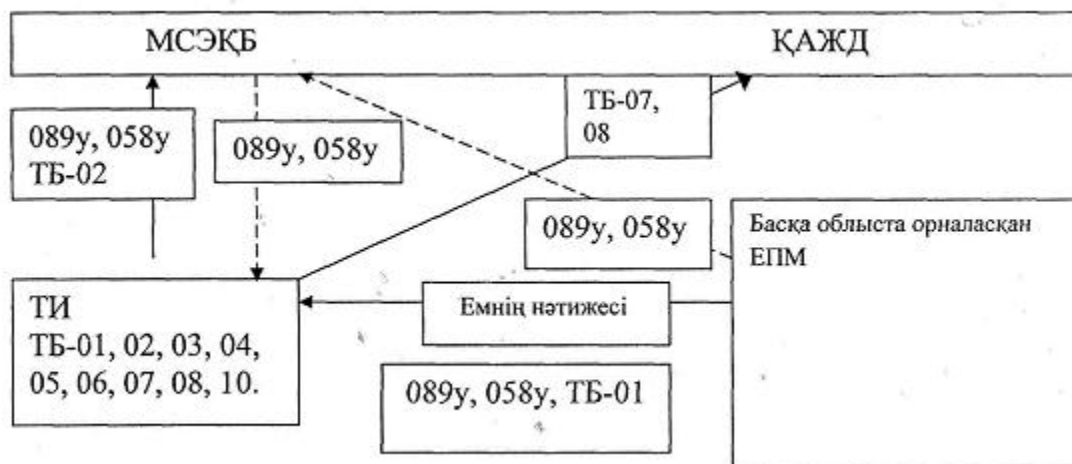 МСЭҚБ ҚАЖД
089у, 058у
ТБ-02
089у, 058у
ТБ-07,
08
089у, 058у
Басқа облыста орналасқан
ЕПМ
ТИ
ТБ-01, 02, 03, 04,
05, 06, 07, 08, 10.
Емнің нәтижесі
089у, 058у, ТБ-01